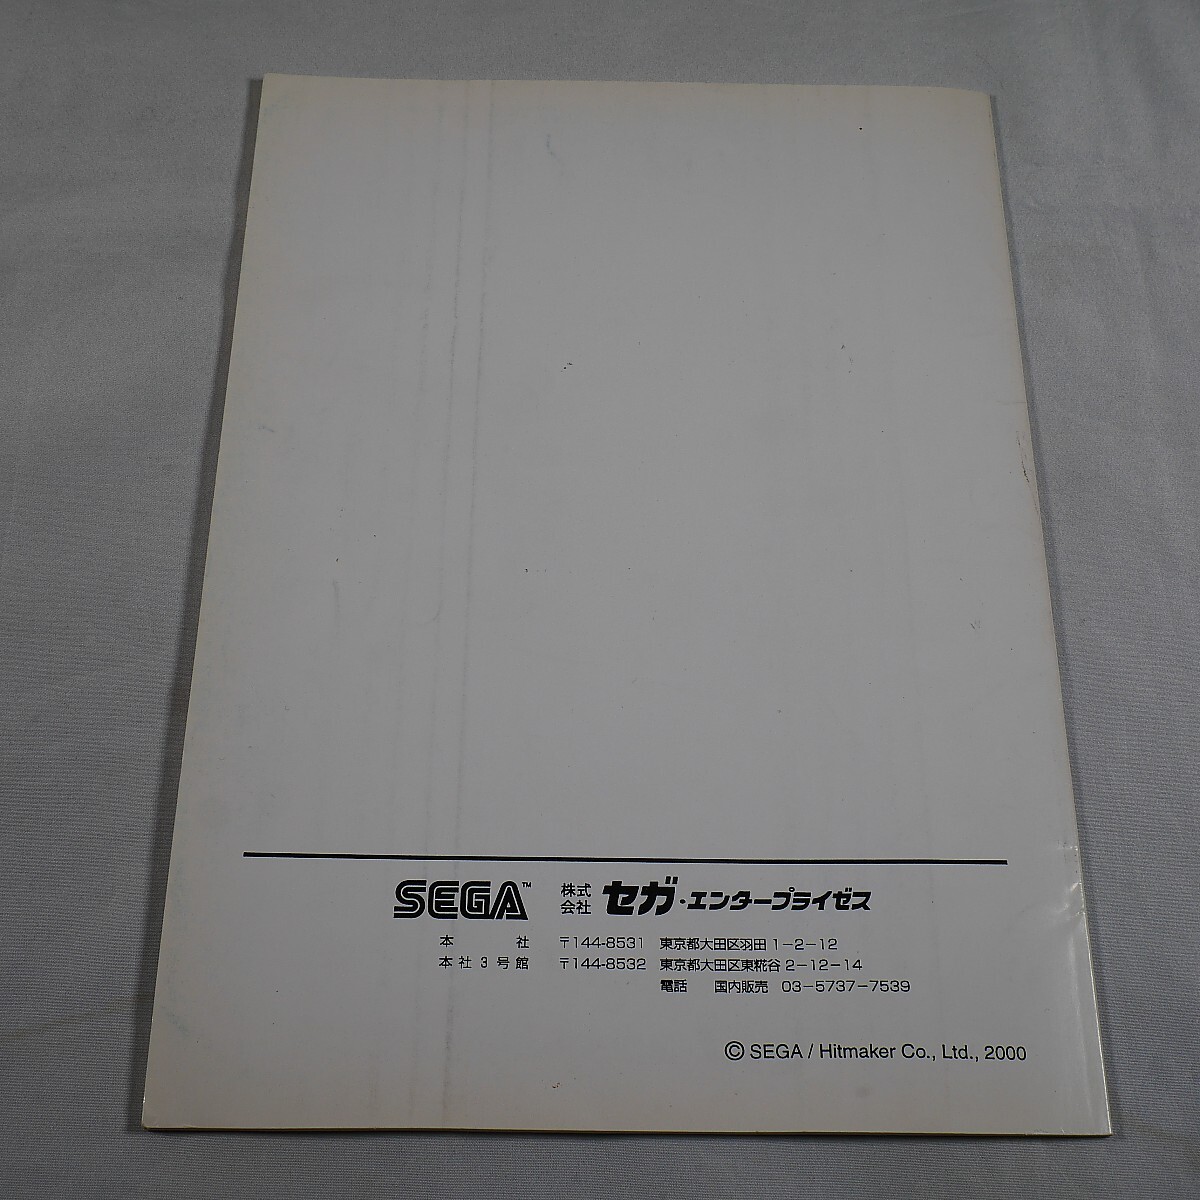 SEGA™ 株式会社 セガ・エンタープライゼス
本社 〒144-8531 東京都大田区羽田 1-2-12
本社3号館 〒144-8532 東京都大田区東糀谷 2-12-14
電話 国内販売 03-5737-7539
© SEGA / Hitmaker Co., Ltd., 2000